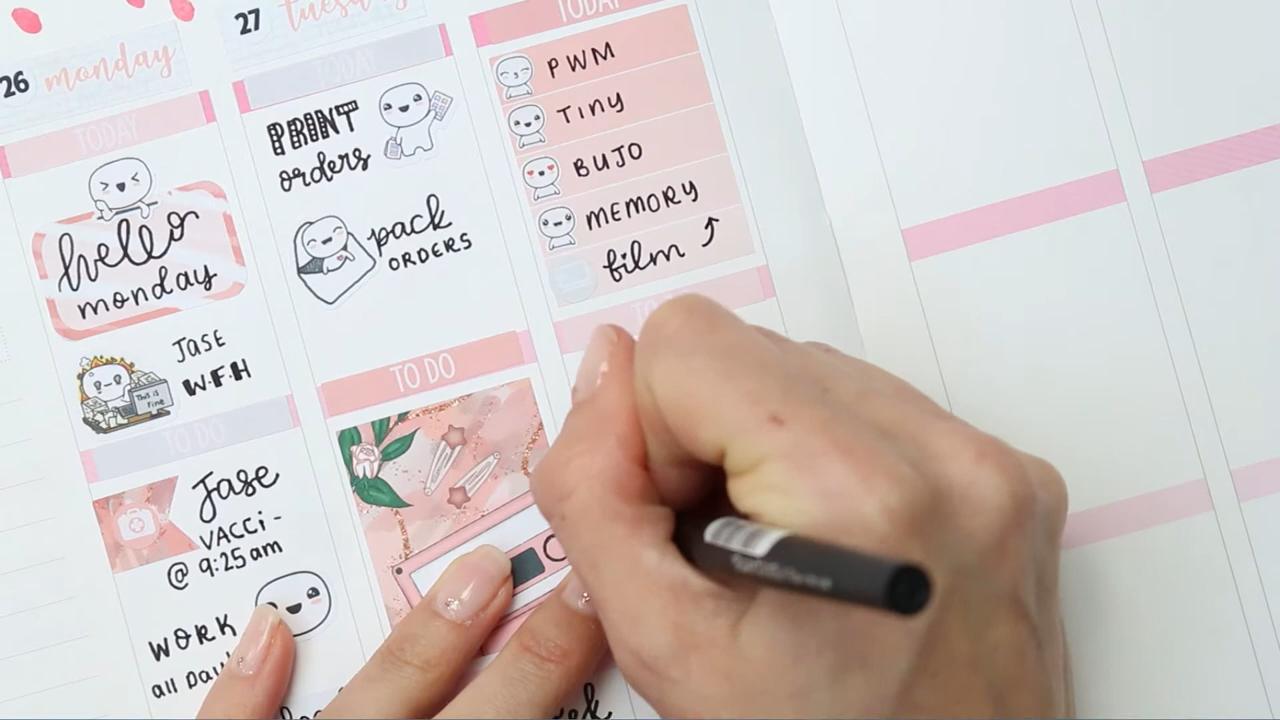 26 monday
TODAY
hello
monday
This is
Fine
JASE
W.F.H
TO DO
Jase
VACCi-
@ 9:25am
WORK
all Day
27 tuesday
TODAY
PRINT
orders
pack
ORDERS
TO DO
TODAY
PWM
Tiny
BUJO
MEMORY
film